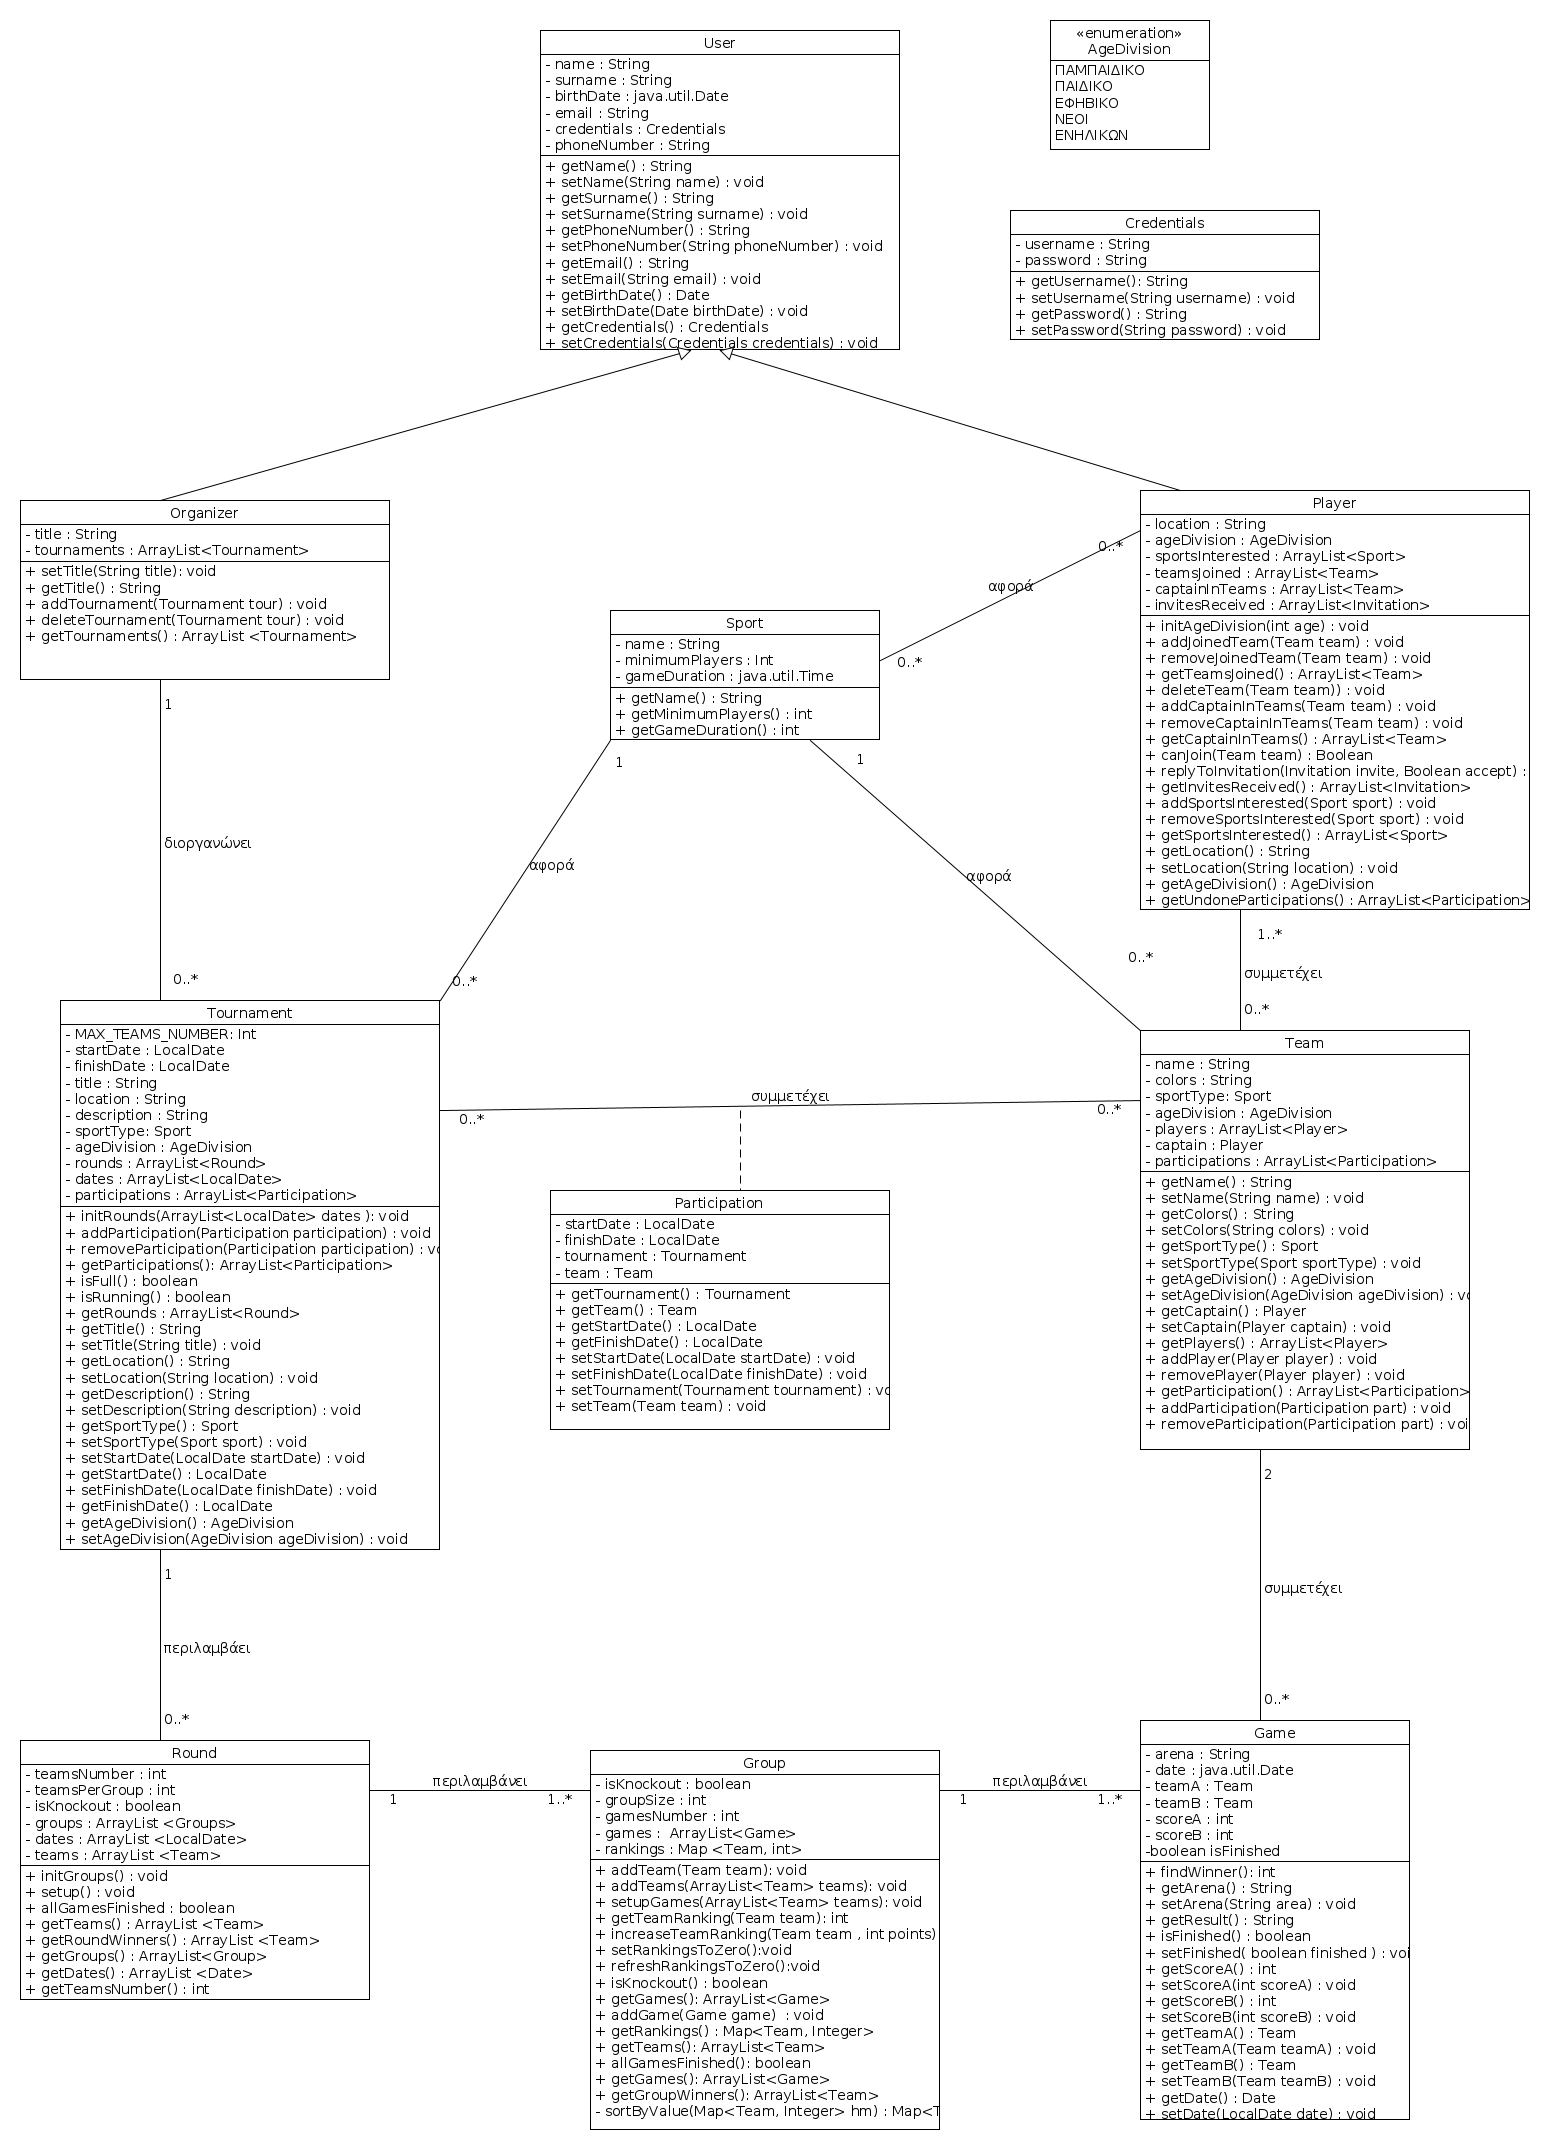 User
- name : String
- surname : String
- birthDate : java.util.Date
- email : String
- credentials : Credentials
- phoneNumber : String
+ getName() : String
+ setName(String name) : void
+ getSurname() : String
+ setSurname(String surname) : void
+ getPhoneNumber() : String
+ setPhoneNumber(String phoneNumber) : void
+ getEmail() : String
+ setEmail(String email) : void
+ getBirthDate() : Date
+ setBirthDate(Date birthDate) : void
+ getCredentials() : Credentials
+ setCredentials(Credentials credentials) : void
«enumeration»
AgeDivision
ΠΑΜΠΑΙΔΙΚΟ
ΠΑΙΔΙΚΟ
ΕΦΗΒΙΚΟ
ΝΕΟΙ
ΕΝΗΛΙΚΩΝ
Credentials
- username : String
- password : String
+ getUsername(): String
+ setUsername(String username) : void
+ getPassword() : String
+ setPassword(String password) : void
Organizer
- title : String
- tournaments : ArrayList<Tournament>
+ setTitle(String title): void
+ getTitle() : String
+ addTournament(Tournament tour) : void
+ deleteTournament(Tournament tour) : void
+ getTournaments() : ArrayList <Tournament>
Player
- location : String
- ageDivision : AgeDivision
- sportsInterested : ArrayList<Sport>
- teamsJoined : ArrayList<Team>
- captainInTeams : ArrayList<Team>
- invitesReceived : ArrayList<Invitation>
+ initAgeDivision(int age) : void
+ addJoinedTeam(Team team) : void
+ removeJoinedTeam(Team team) : void
+ getTeamsJoined() : ArrayList<Team>
+ deleteTeam(Team team)) : void
+ addCaptainInTeams(Team team) : void
+ removeCaptainInTeams(Team team) : void
+ getCaptainInTeams() : ArrayList<Team>
+ canJoin(Team team) : Boolean
+ replyToInvitation(Invitation invite, Boolean accept) :
+ getInvitesReceived() : ArrayList<Invitation>
+ addSportsInterested(Sport sport) : void
+ removeSportsInterested(Sport sport) : void
+ getSportsInterested() : ArrayList<Sport>
+ getLocation() : String
+ setLocation(String location) : void
+ getAgeDivision() : AgeDivision
+ getUndoneParticipations() : ArrayList<Participation>
0..*
αφορά
0..*
Sport
- name : String
- minimumPlayers : Int
- gameDuration : java.util.Time
+ getName() : String
+ getMinimumPlayers() : int
+ getGameDuration() : int
1
διοργανώνει
0..*
1
αφορά
0..*
1
αφορά
0..*
1..*
συμμετέχει
0..*
Tournament
- MAX_TEAMS_NUMBER: Int
- startDate : LocalDate
- finishDate : LocalDate
- title : String
- location : String
- description : String
- sportType: Sport
- ageDivision : AgeDivision
- rounds : ArrayList<Round>
- dates : ArrayList<LocalDate>
- participations : ArrayList<Participation>
+ initRounds(ArrayList<LocalDate> dates ): void
+ addParticipation(Participation participation) : void
+ removeParticipation(Participation participation) : vo
+ getParticipations(): ArrayList<Participation>
+ isFull() : boolean
+ isRunning() : boolean
+ getRounds : ArrayList<Round>
+ getTitle() : String
+ setTitle(String title) : void
+ getLocation() : String
+ setLocation(String location) : void
+ getDescription() : String
+ setDescription(String description) : void
+ getSportType() : Sport
+ setSportType(Sport sport) : void
+ setStartDate(LocalDate startDate) : void
+ getStartDate() : LocalDate
+ setFinishDate(LocalDate finishDate) : void
+ getFinishDate() : LocalDate
+ getAgeDivision() : AgeDivision
+ setAgeDivision(AgeDivision ageDivision) : void
0..*
συμμετέχει
0..*
Participation
- startDate : LocalDate
- finishDate : LocalDate
- tournament : Tournament
- team : Team
+ getTournament() : Tournament
+ getTeam() : Team
+ getStartDate() : LocalDate
+ getFinishDate() : LocalDate
+ setStartDate(LocalDate startDate) : void
+ setFinishDate(LocalDate finishDate) : void
+ setTournament(Tournament tournament) : vo
+ setTeam(Team team) : void
Team
- name : String
- colors : String
- sportType: Sport
- ageDivision : AgeDivision
- players : ArrayList<Player>
- captain : Player
- participations : ArrayList<Participation>
+ getName() : String
+ setName(String name) : void
+ getColors() : String
+ setColors(String colors) : void
+ getSportType() : Sport
+ setSportType(Sport sportType) : void
+ getAgeDivision() : AgeDivision
+ setAgeDivision(AgeDivision ageDivision) : vo
+ getCaptain() : Player
+ setCaptain(Player captain) : void
+ getPlayers() : ArrayList<Player>
+ addPlayer(Player player) : void
+ removePlayer(Player player) : void
+ getParticipation() : ArrayList<Participation>
+ addParticipation(Participation part) : void
+ removeParticipation(Participation part) : voi
1
περιλαμβάει
0..*
2
συμμετέχει
0..*
Round
- teamsNumber : int
- teamsPerGroup : int
- isKnockout : boolean
- groups : ArrayList <Groups>
- dates : ArrayList <LocalDate>
- teams : ArrayList <Team>
+ initGroups() : void
+ setup() : void
+ allGamesFinished : boolean
+ getTeams() : ArrayList <Team>
+ getRoundWinners() : ArrayList <Team>
+ getGroups() : ArrayList<Group>
+ getDates() : ArrayList <Date>
+ getTeamsNumber() : int
περιλαμβάνει
1
1..*
Group
- isKnockout : boolean
- groupSize : int
- gamesNumber : int
- games :  ArrayList<Game>
- rankings : Map <Team, int>
+ addTeam(Team team): void
+ addTeams(ArrayList<Team> teams): void
+ setupGames(ArrayList<Team> teams): void
+ getTeamRanking(Team team): int
+ increaseTeamRanking(Team team , int points)
+ setRankingsToZero():void
+ refreshRankingsToZero():void
+ isKnockout() : boolean
+ getGames(): ArrayList<Game>
+ addGame(Game game)  : void
+ getRankings() : Map<Team, Integer>
+ getTeams(): ArrayList<Team>
+ allGamesFinished(): boolean
+ getGames(): ArrayList<Game>
+ getGroupWinners(): ArrayList<Team>
- sortByValue(Map<Team, Integer> hm) : Map<T
περιλαμβάνει
1
1..*
Game
- arena : String
- date : java.util.Date
- teamA : Team
- teamB : Team
- scoreA : int
- scoreB : int
-boolean isFinished
+ findWinner(): int
+ getArena() : String
+ setArena(String area) : void
+ getResult() : String
+ isFinished() : boolean
+ setFinished( boolean finished ) : voi
+ getScoreA() : int
+ setScoreA(int scoreA) : void
+ getScoreB() : int
+ setScoreB(int scoreB) : void
+ getTeamA() : Team
+ setTeamA(Team teamA) : void
+ getTeamB() : Team
+ setTeamB(Team teamB) : void
+ getDate() : Date
+ setDate(LocalDate date) : void